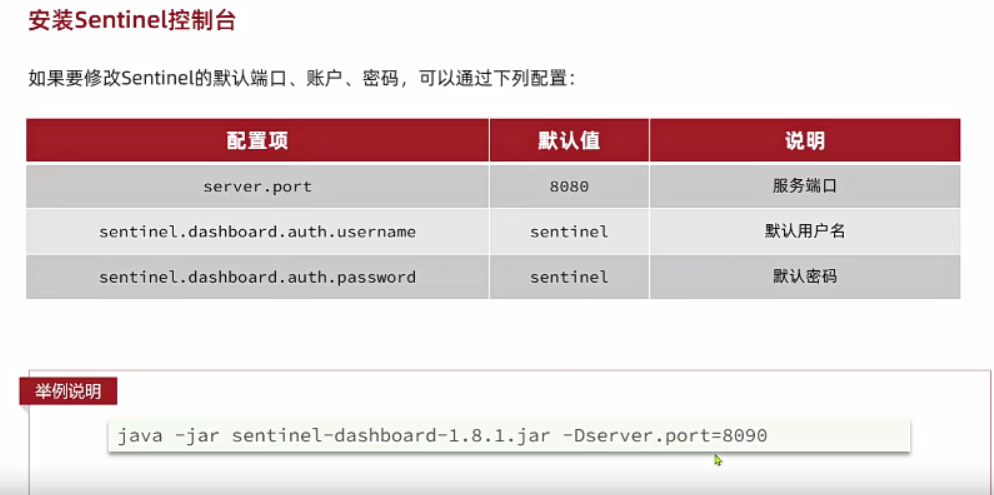 安装Sentinel控制台
如果要修改Sentinel的默认端口、账户、密码，可以通过下列配置：
配置项 默认值 说明
server.port 8080 服务端口
sentinel.dashboard.auth.username sentinel 默认用户名
sentinel.dashboard.auth.password sentinel 默认密码
举例说明
java -jar sentinel-dashboard-1.8.1.jar -Dserver.port=8090